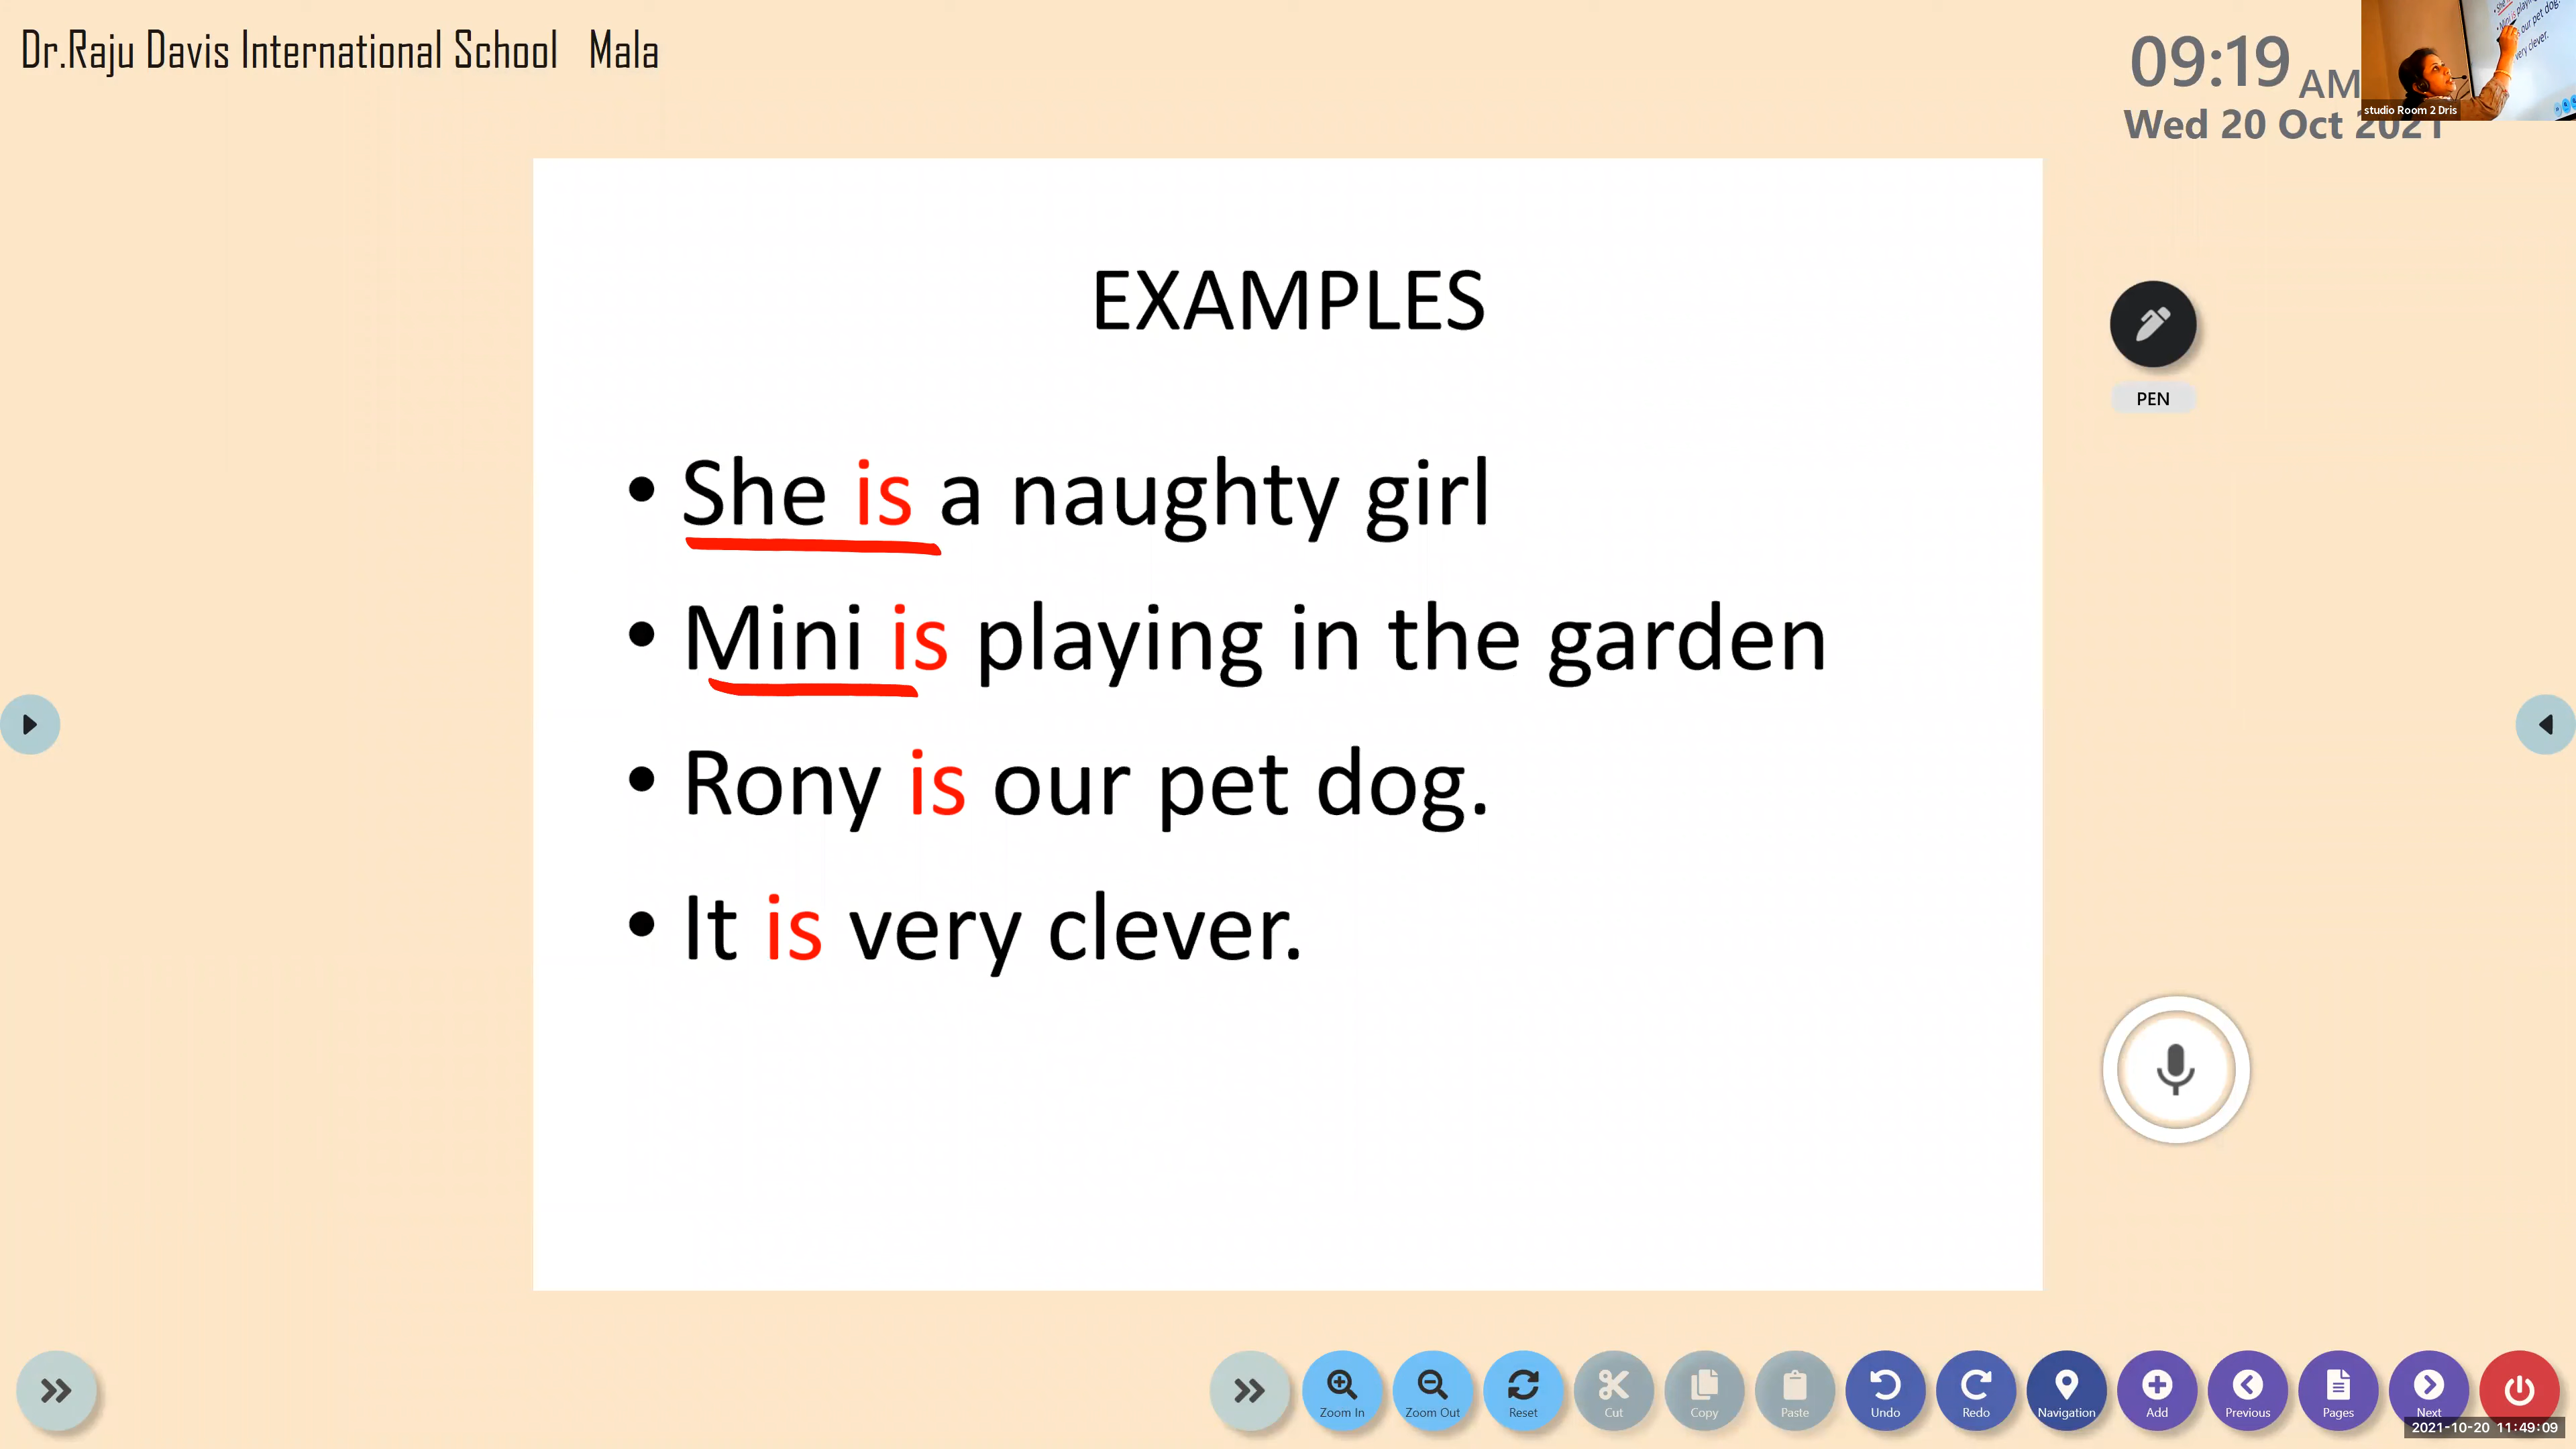 Dr.Raju Davis International School Mala
09:19 AM
Wed 20 Oct 2021
studio Room 2 Dris
EXAMPLES
PEN
• She is a naughty girl
• Mini is playing in the garden
• Rony is our pet dog.
• It is very clever.
Zoom In
Zoom Out
Reset
Cut
Copy
Paste
Undo
Redo
Navigation
Add
Previous
Pages
Next
2021-10-20 11:49:09